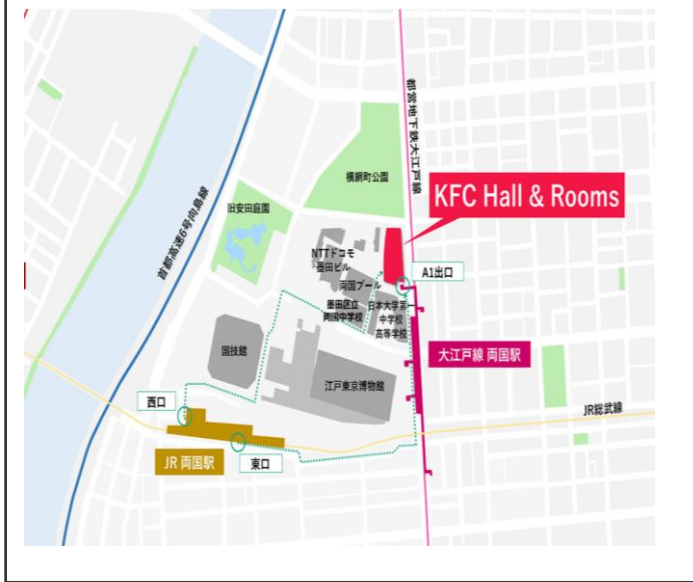 都営地下鉄大江戸線
横網町公園
KFC Hall & Rooms
旧安田庭園
首都高速6号向島線
NTTドコモ
墨田ビル
A1出口
両国プール
墨田区立
両国中学校
日本大学第一
中学校
高等学校
国技館
大江戸線 両国駅
江戸東京博物館
西口
JR総武線
JR 両国駅
東口